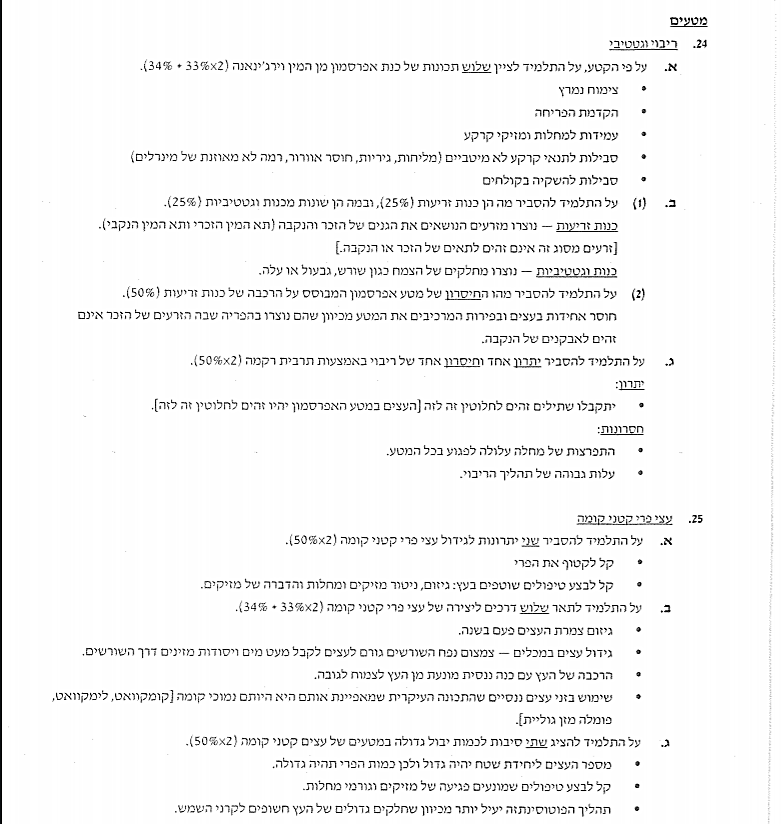 מטעים
24. ריבוי וגטטיבי
א. על פי הקטע, על התלמיד לציין שלוש תכונות של כנת אפרסמון מן המין וירג'ינאנה (34% + 33%x2).
• צימוח נמרץ
• הקדמת הפריחה
• עמידות למחלות ומזיקי קרקע
• סבילות לתנאי קרקע לא מיטביים (מליחות, גיריות, חוסר אוורור, רמה לא מאוזנת של מינרלים)
• סבילות להשקיה בקולחים
ב. (1) על התלמיד להסביר מה הן כנות זריעות (25%), ובמה הן שונות מכנות וגטטיביות (25%).
כנות זריעות – נוצרו מזרעים הנושאים את הגנים של הזכר והנקבה (תא המין הזכרי ותא המין הנקבי).
[זרעים מסוג זה אינם זהים לתאים של הזכר או הנקבה.]
כנות וגטטיביות – נוצרו מחלקים של הצמח כגון שורש, גבעול או עלה.
(2) על התלמיד להסביר מהו החיסרון של מטע אפרסמון המבוסס על הרכבה של כנות זריעות (50%).
חוסר אחידות בעצים ובפירות המרכיבים את המטע מכיוון שהם נוצרו בהפריה שבה הזרעים של הזכר אינם
זהים לאבקנים של הנקבה.
ג. על התלמיד להסביר יתרון אחד וחיסרון אחד של ריבוי באמצעות תרבית רקמה (50%x2).
יתרון:
• יתקבלו שתילים זהים לחלוטין זה לזה [העצים במטע האפרסמון יהיו זהים לחלוטין זה לזה].
חסרונות:
• התפרצות של מחלה עלולה לפגוע בכל המטע.
• עלות גבוהה של תהליך הריבוי.
25. עצי פרי קטני קומה
א. על התלמיד להסביר שני יתרונות לגידול עצי פרי קטני קומה (50%x2).
• קל לקטוף את הפרי
• קל לבצע טיפולים שוטפים בעץ: גיזום, ניטור מזיקים ומחלות והדברה של מזיקים.
ב. על התלמיד לתאר שלוש דרכים ליצירה של עצי פרי קטני קומה (34% + 33%x2).
• גיזום צמרת העצים פעם בשנה.
• גידול עצים במכלים – צמצום נפח השורשים גורם לעצים לקבל מעט מים ויסודות מזינים דרך השורשים.
• הרכבה של העץ עם כנה ננסית מונעת מן העץ לצמוח לגובה.
• שימוש בזני עצים ננסיים שהתכונה העיקרית שמאפיינת אותם היא היותם נמוכי קומה [קומקוואט, לימקוואט,
פומלה מזן גוליית].
ג. על התלמיד להציג שתי סיבות לכמות יבול גדולה במטעים של עצים קטני קומה (50%x2).
• מספר העצים ליחידת שטח יהיה גדול ולכן כמות הפרי תהיה גדולה.
• קל לבצע טיפולים שמונעים פגיעה של מזיקים וגורמי מחלות.
• תהליך הפוטוסינתזה יעיל יותר מכיוון שחלקים גדולים של העץ חשופים לקרני השמש.